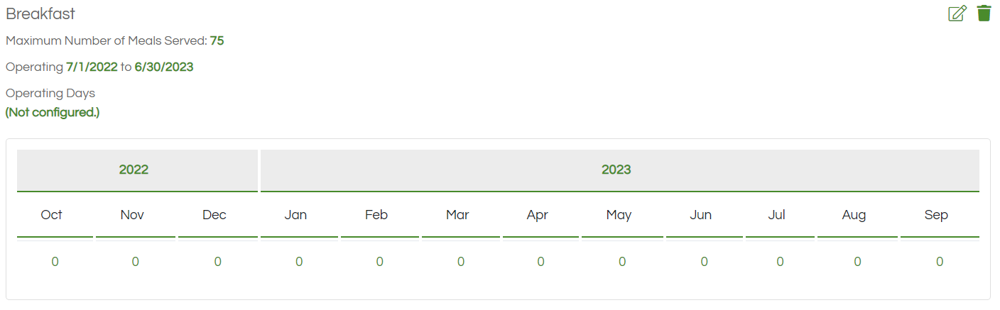 Breakfast
Maximum Number of Meals Served: 75
Operating 7/1/2022 to 6/30/2023
Operating Days
(Not configured.)
2022 2023
Oct Nov Dec Jan Feb Mar Apr May Jun Jul Aug Sep
0 0 0 0 0 0 0 0 0 0 0 0